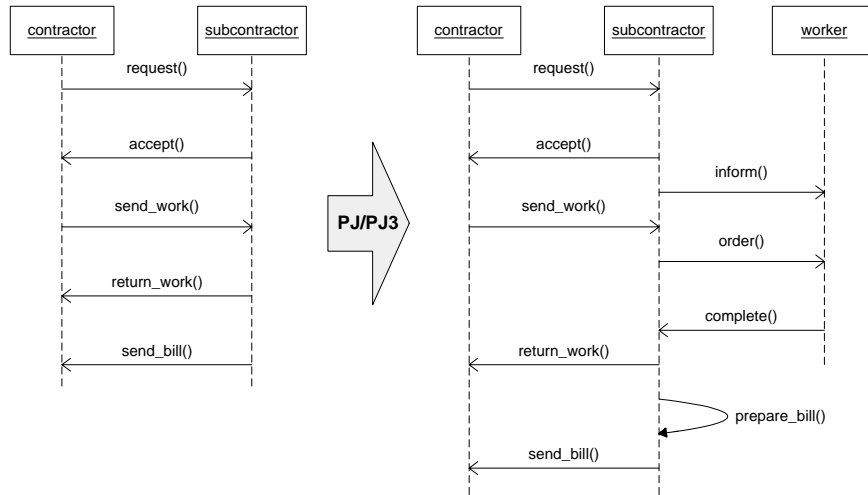 contractor
subcontractor
request()
accept()
send_work()
return_work()
send_bill()
PJ/PJ3
contractor
subcontractor
worker
request()
accept()
inform()
send_work()
order()
complete()
return_work()
prepare_bill()
send_bill()